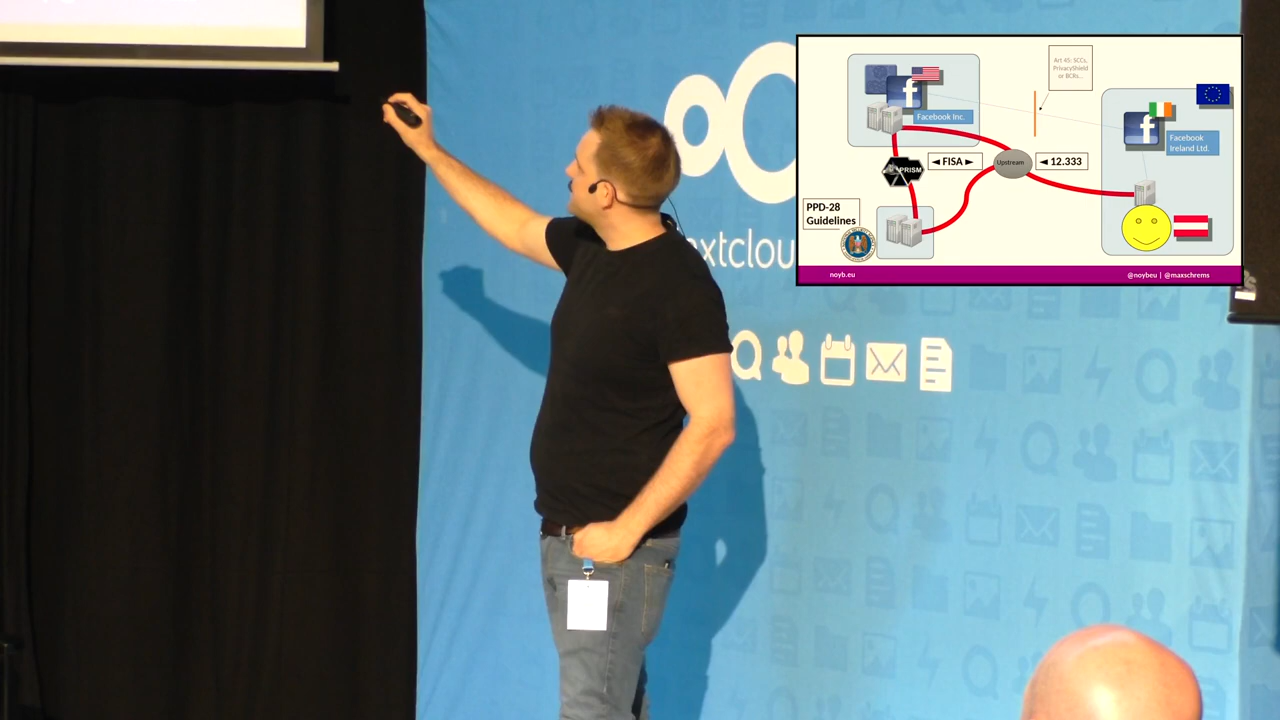 Art 45: SCCs,
PrivacyShield
or BCRs...
Facebook Inc.
Facebook
Ireland Ltd.
◄ FISA ►
Upstream
◄ 12.333
PRISM
PPD-28
Guidelines
noyb.eu
@noybeu | @maxschrems
extclou